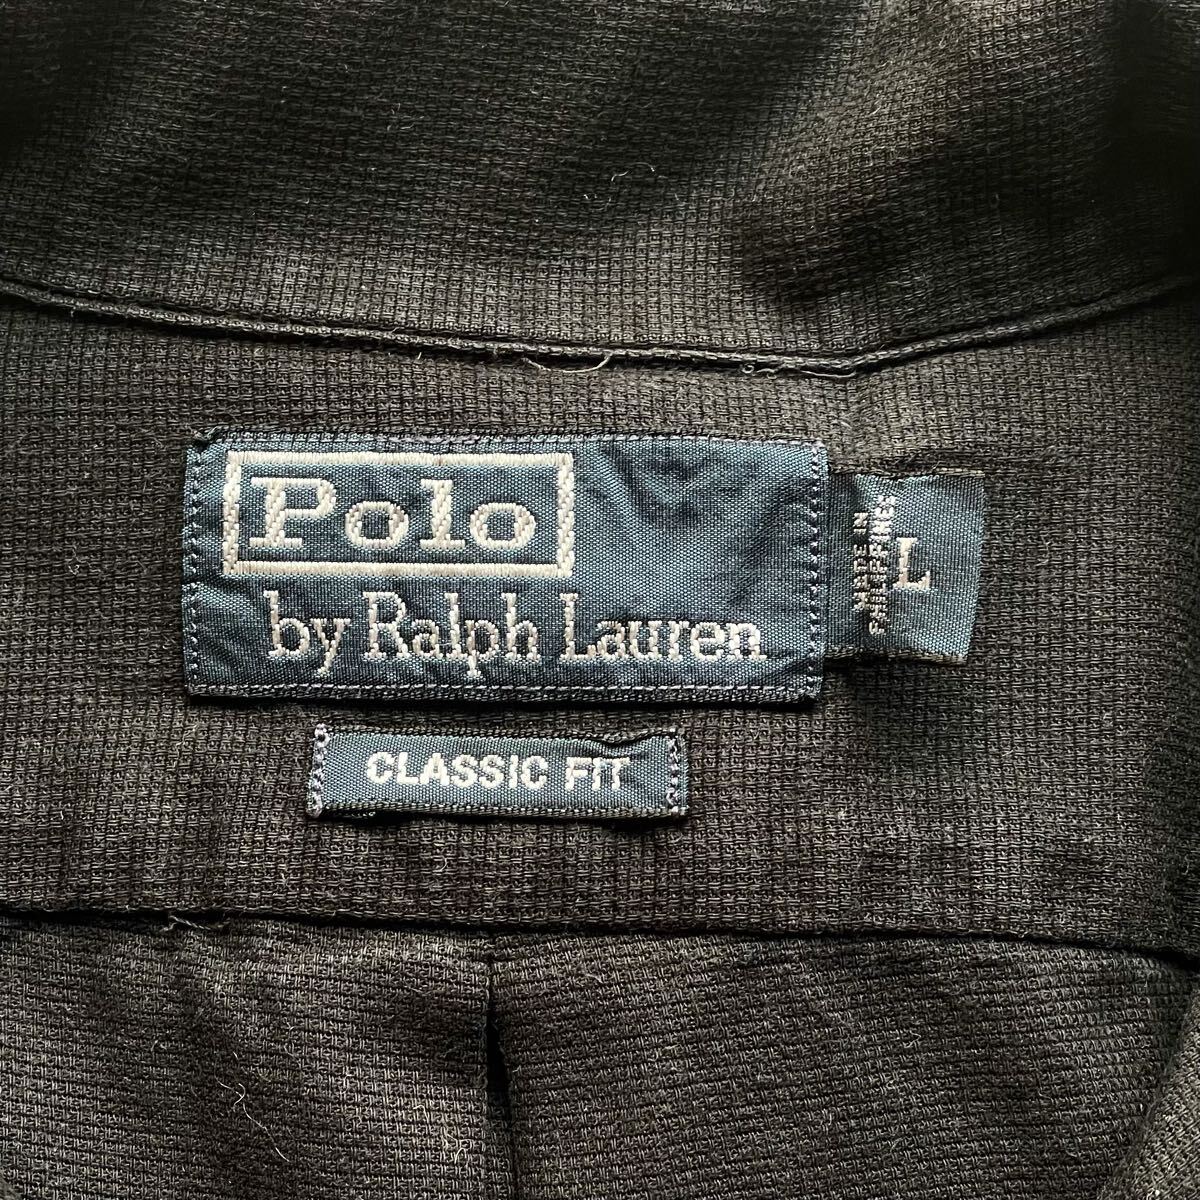 Polo
by Ralph Lauren
L
MADE IN
PHILIPPINES
CLASSIC FIT